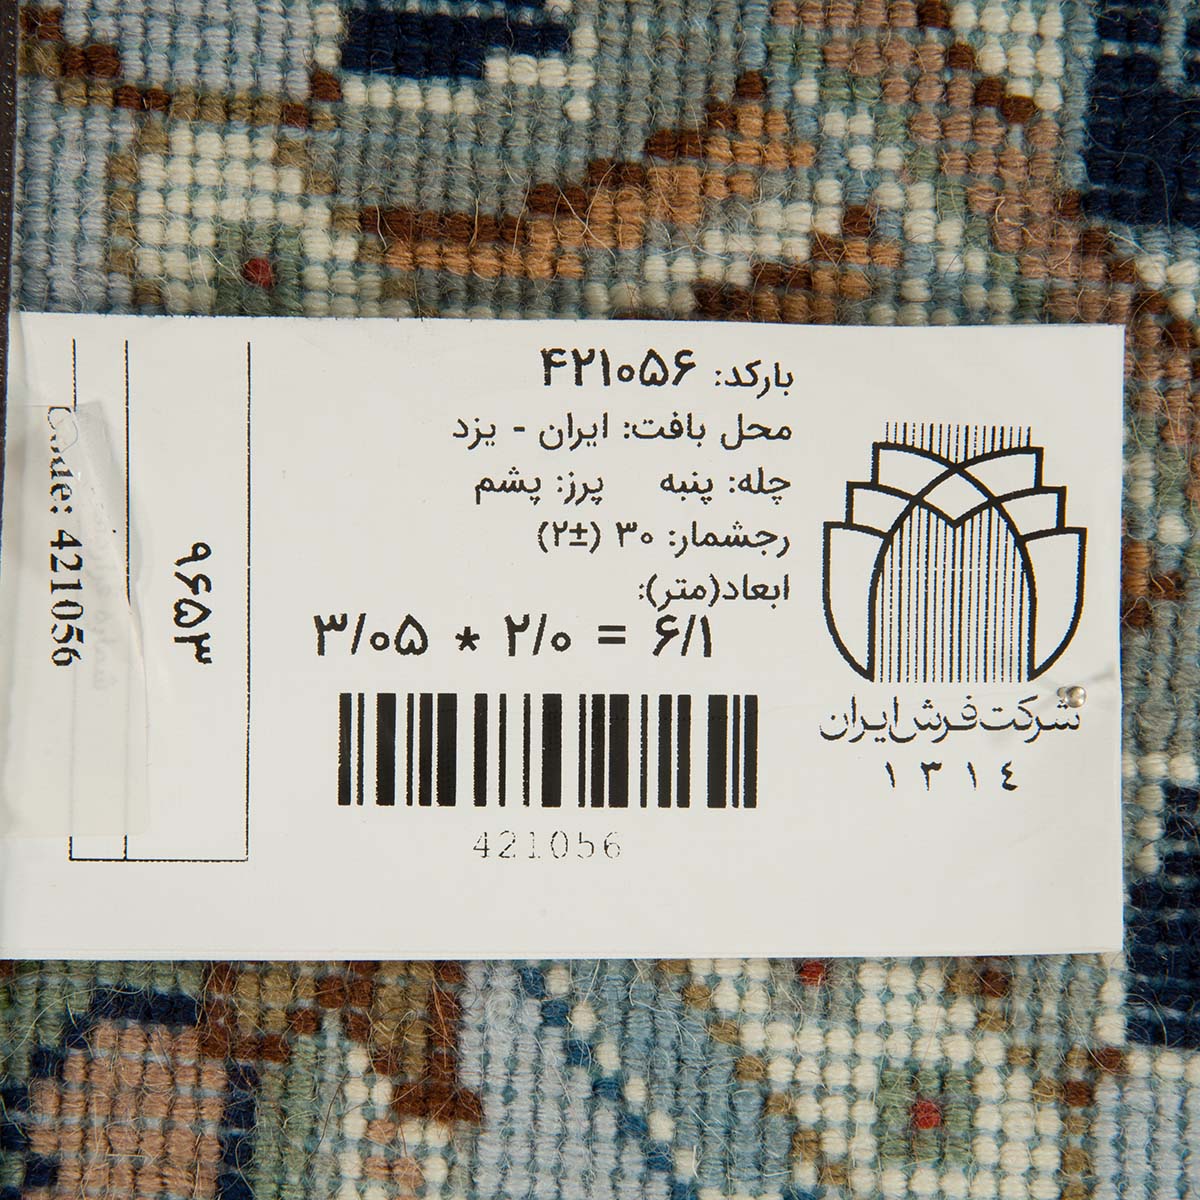 بارکد: ۴۲۱۰۵۶
محل بافت: ایران - یزد
چله: پنبه پرز: پشم
رجشمار: ۳۰ (±۲)
ابعاد(متر):
۳/۰۵ * ۲/۰ = ۶/۱
421056
شرکت فرش ایران
۱۳۱٤
۹۶۵۳
Code: 421056